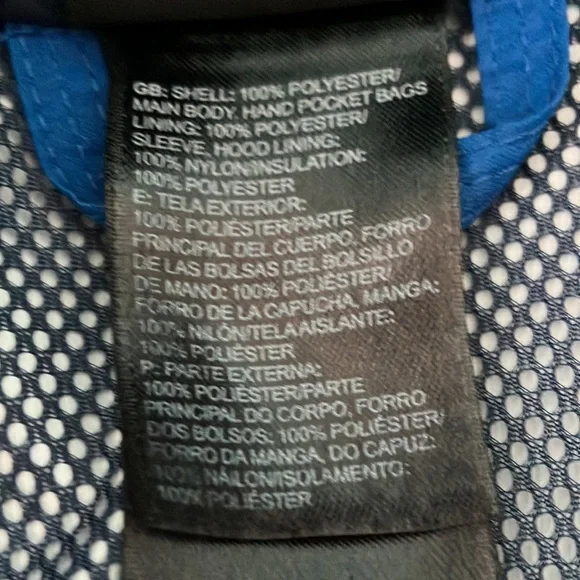 GB: SHELL: 100% POLYESTER/
MAIN BODY, HAND POCKET BAGS
LINING: 100% POLYESTER/
SLEEVE, HOOD LINING:
100% NYLON/INSULATION:
100% POLYESTER
E: TELA EXTERIOR:
100% POLIÉSTER/PARTE
PRINCIPAL DEL CUERPO, FORRO
DE LAS BOLSAS DEL BOLSILLO
DE MANO: 100% POLIÉSTER/
FORRO DE LA CAPUCHA, MANGA:
100% NILÓN/TELA AISLANTE:
100% POLIÉSTER
P: PARTE EXTERNA:
100% POLIÉSTER/PARTE
PRINCIPAL DO CORPO, FORRO
DOS BOLSOS: 100% POLIÉSTER/
FORRO DA MANGA, DO CAPUZ:
100% NÁILON/ISOLAMENTO:
100% POLIÉSTER